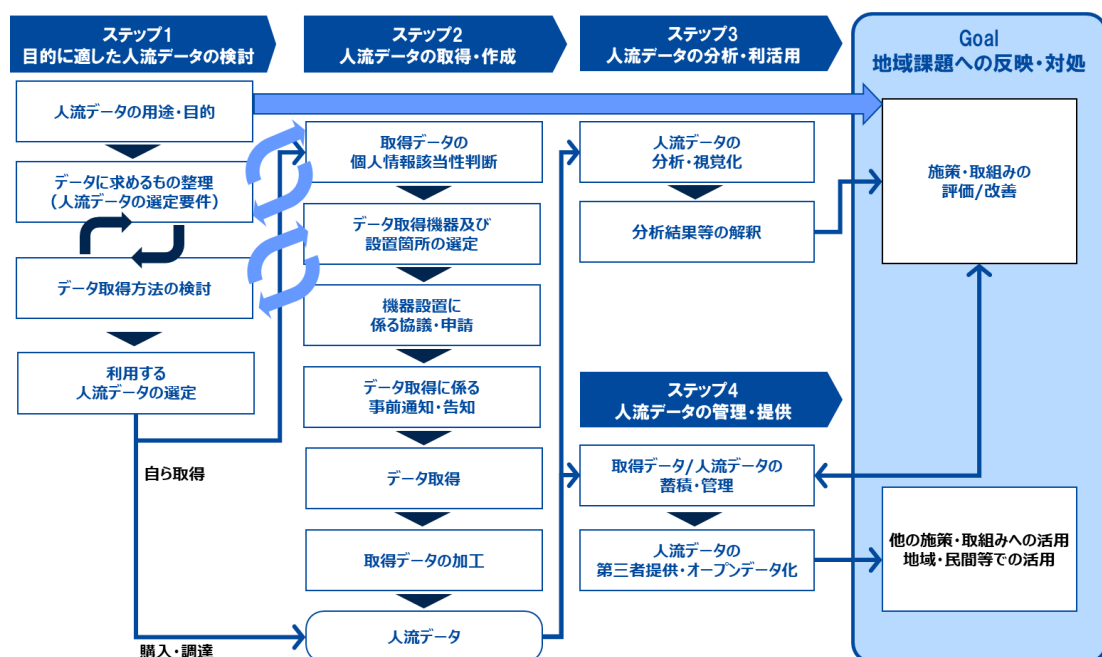 ステップ1
目的に適した人流データの検討
人流データの用途・目的
データに求めるもの整理
(人流データの選定要件)
データ取得方法の検討
利用する
人流データの選定
自ら取得
購入・調達
ステップ2
人流データの取得・作成
取得データの
個人情報該当性判断
データ取得機器及び
設置箇所の選定
機器設置に
係る協議・申請
データ取得に係る
事前通知・告知
データ取得
取得データの加工
人流データ
ステップ3
人流データの分析・利活用
人流データの
分析・視覚化
分析結果等の解釈
ステップ4
人流データの管理・提供
取得データ/人流データの
蓄積・管理
人流データの
第三者提供・オープンデータ化
Goal
地域課題への反映・対処
施策・取組みの
評価/改善
他の施策・取組みへの活用
地域・民間等での活用